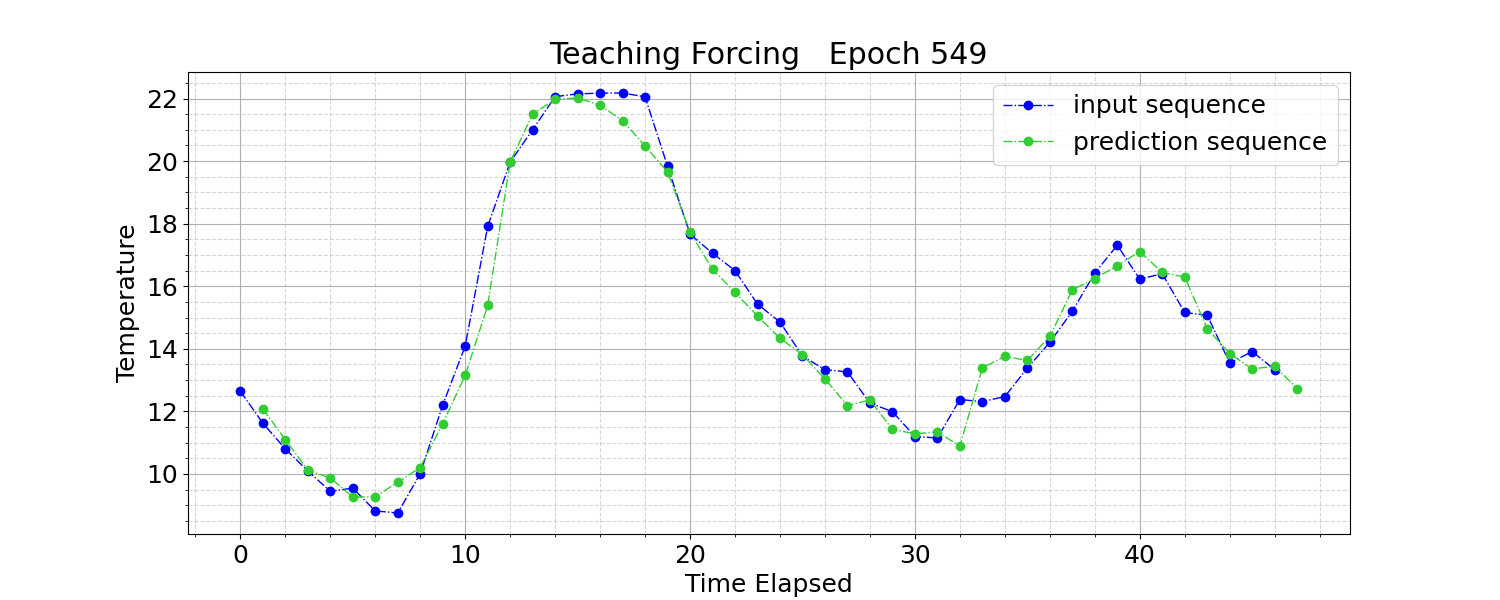 Teaching Forcing   Epoch 549
input sequence
prediction sequence
Temperature
22
20
18
16
14
12
10
0 10 20 30 40
Time Elapsed